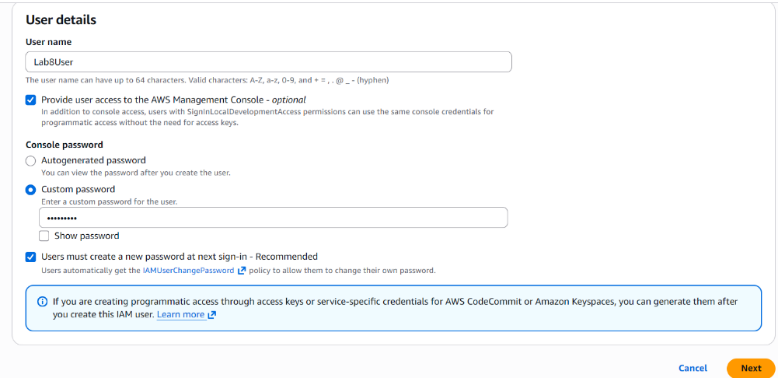 User details
User name
Lab8User
The user name can have up to 64 characters. Valid characters: A-Z, a-z, 0-9, and + = , . @ _ - (hyphen)
Provide user access to the AWS Management Console - optional
In addition to console access, users with SignInLocalDevelopmentAccess permissions can use the same console credentials for
programmatic access without the need for access keys.
Console password
Autogenerated password
You can view the password after you create the user.
Custom password
Enter a custom password for the user.
•••••••••
Show password
Users must create a new password at next sign-in - Recommended
Users automatically get the IAMUserChangePassword policy to allow them to change their own password.
If you are creating programmatic access through access keys or service-specific credentials for AWS CodeCommit or Amazon Keyspaces, you can generate them after
you create this IAM user. Learn more
Cancel
Next